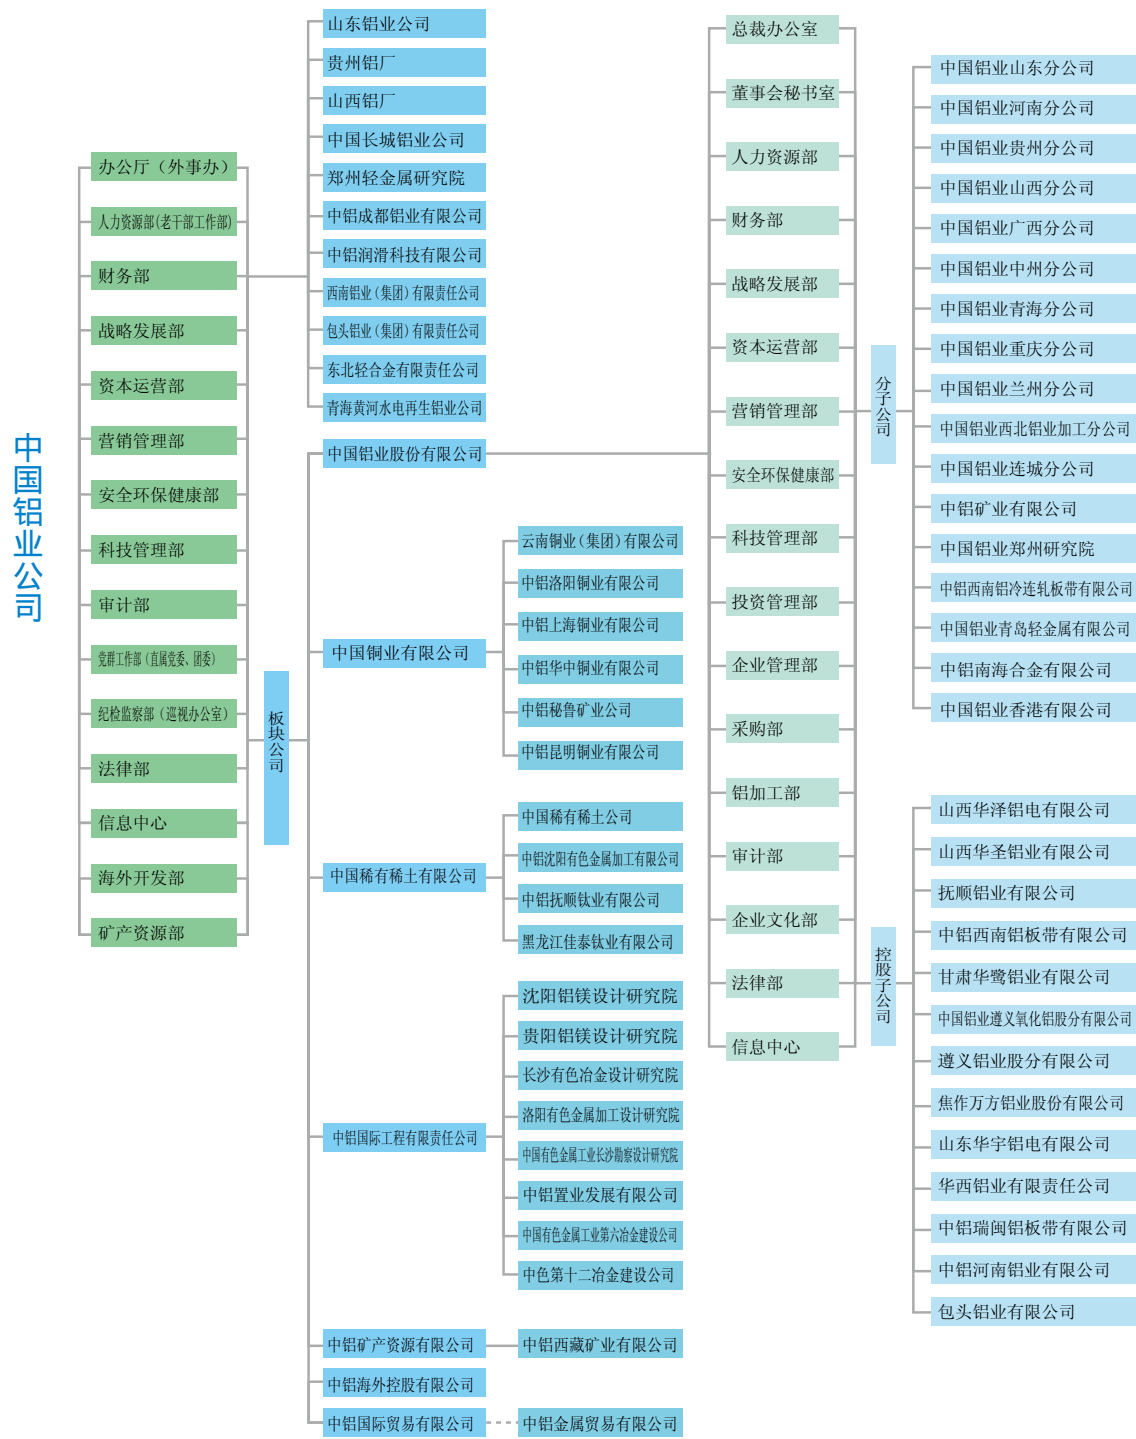 中国铝业公司
办公厅（外事办）
人力资源部(老干部工作部)
财务部
战略发展部
资本运营部
营销管理部
安全环保健康部
科技管理部
审计部
党群工作部（直属党委、团委）
纪检监察部（巡视办公室）
法律部
信息中心
海外开发部
矿产资源部
板块公司
山东铝业公司
贵州铝厂
山西铝厂
中国长城铝业公司
郑州轻金属研究院
中铝成都铝业有限公司
中铝润滑科技有限公司
西南铝业(集团)有限责任公司
包头铝业(集团)有限责任公司
东北轻合金有限责任公司
青海黄河水电再生铝业公司
中国铝业股份有限公司
中国铜业有限公司
中国稀有稀土有限公司
中铝国际工程有限责任公司
中铝矿产资源有限公司
中铝海外控股有限公司
中铝国际贸易有限公司
云南铜业(集团)有限公司
中铝洛阳铜业有限公司
中铝上海铜业有限公司
中铝华中铜业有限公司
中铝秘鲁矿业公司
中铝昆明铜业有限公司
中国稀有稀土公司
中铝沈阳有色金属加工有限公司
中铝抚顺钛业有限公司
黑龙江佳泰钛业有限公司
沈阳铝镁设计研究院
贵阳铝镁设计研究院
长沙有色冶金设计研究院
洛阳有色金属加工设计研究院
中国有色金属工业长沙勘察设计研究院
中铝置业发展有限公司
中国有色金属工业第六冶金建设公司
中色第十二冶金建设公司
中铝西藏矿业有限公司
中铝金属贸易有限公司
总裁办公室
董事会秘书室
人力资源部
财务部
战略发展部
资本运营部
营销管理部
安全环保健康部
科技管理部
投资管理部
企业管理部
采购部
铝加工部
审计部
企业文化部
法律部
信息中心
分子公司
控股子公司
中国铝业山东分公司
中国铝业河南分公司
中国铝业贵州分公司
中国铝业山西分公司
中国铝业广西分公司
中国铝业中州分公司
中国铝业青海分公司
中国铝业重庆分公司
中国铝业兰州分公司
中国铝业西北铝业加工分公司
中国铝业连城分公司
中铝矿业有限公司
中国铝业郑州研究院
中铝西南铝冷连轧板带有限公司
中国铝业青岛轻金属有限公司
中铝南海合金有限公司
中国铝业香港有限公司
山西华泽铝电有限公司
山西华圣铝业有限公司
抚顺铝业有限公司
中铝西南铝板带有限公司
甘肃华鹭铝业有限公司
中国铝业遵义氧化铝股分有限公司
遵义铝业股分有限公司
焦作万方铝业股份有限公司
山东华宇铝电有限公司
华西铝业有限责任公司
中铝瑞闽铝板带有限公司
中铝河南铝业有限公司
包头铝业有限公司